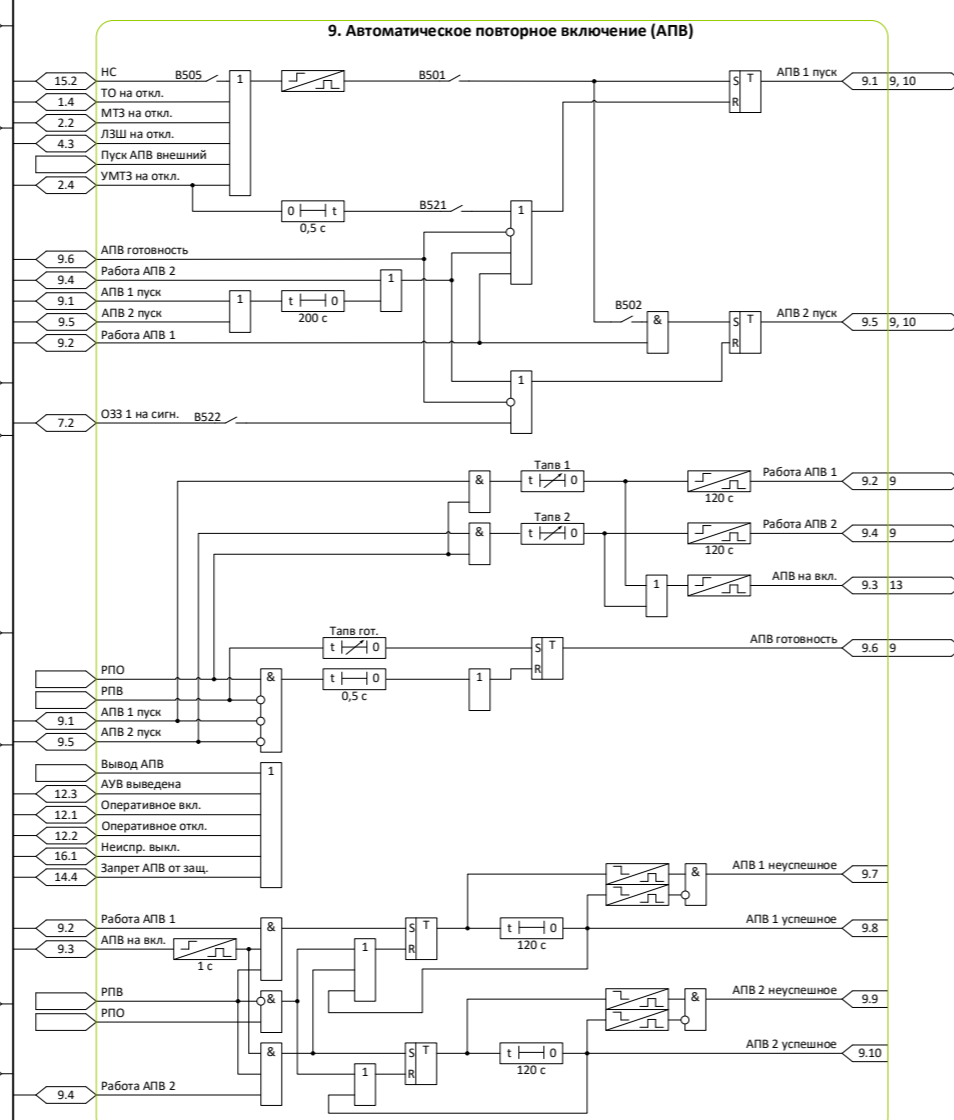 9. Автоматическое повторное включение (АПВ)
15.2 НС B505 1 B501 S T АПВ 1 пуск 9.1 9, 10
R
1.4 ТО на откл.
2.2 МТЗ на откл.
4.3 ЛЗШ на откл.
Пуск АПВ внешний
2.4 УМТЗ на откл.
0 t B521 1
0,5 с
9.6 АПВ готовность
9.4 Работа АПВ 2 1
9.1 АПВ 1 пуск 1 t 0
200 с
9.5 АПВ 2 пуск B502 & S T АПВ 2 пуск 9.5 9, 10
R
9.2 Работа АПВ 1
1
7.2 ОЗЗ 1 на сигн. B522
Тапв 1
& t 0 Работа АПВ 1 9.2 9
120 с
Тапв 2
& t 0 Работа АПВ 2 9.4 9
120 с
1 АПВ на вкл. 9.3 13
Тапв гот.
t 0 S T АПВ готовность 9.6 9
R
РПО & t 0 1
0,5 с
РПВ
9.1 АПВ 1 пуск
9.5 АПВ 2 пуск
Вывод АПВ 1
12.3 АУВ выведена
12.1 Оперативное вкл.
12.2 Оперативное откл.
16.1 Неиспр. выкл.
14.4 Запрет АПВ от защ.
& АПВ 1 неуспешное 9.7
9.2 Работа АПВ 1 & S T t 0 АПВ 1 успешное 9.8
R
120 с
9.3 АПВ на вкл. 1
1 с
РПВ & & АПВ 2 неуспешное 9.9
РПО
& S T t 0 АПВ 2 успешное 9.10
R
1 120 с
9.4 Работа АПВ 2